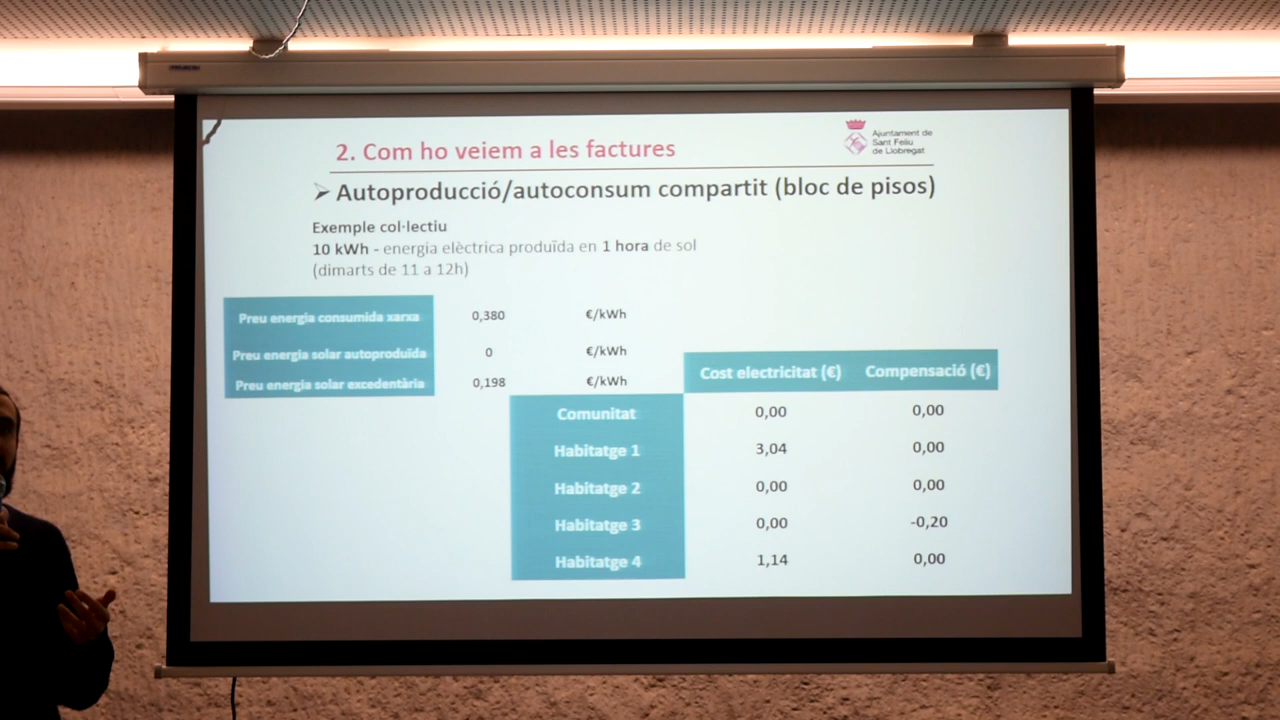 2. Com ho veiem a les factures
Ajuntament de
Sant Feliu
de Llobregat
➢ Autoproducció/autoconsum compartit (bloc de pisos)
Exemple col·lectiu
10 kWh - energia elèctrica produïda en 1 hora de sol
(dimarts de 11 a 12h)
Preu energia consumida xarxa 0,380 €/kWh
Preu energia solar autoproduïda 0 €/kWh
Preu energia solar excedentària 0,198 €/kWh
Cost electricitat (€) Compensació (€)
Comunitat 0,00 0,00
Habitatge 1 3,04 0,00
Habitatge 2 0,00 0,00
Habitatge 3 0,00 -0,20
Habitatge 4 1,14 0,00